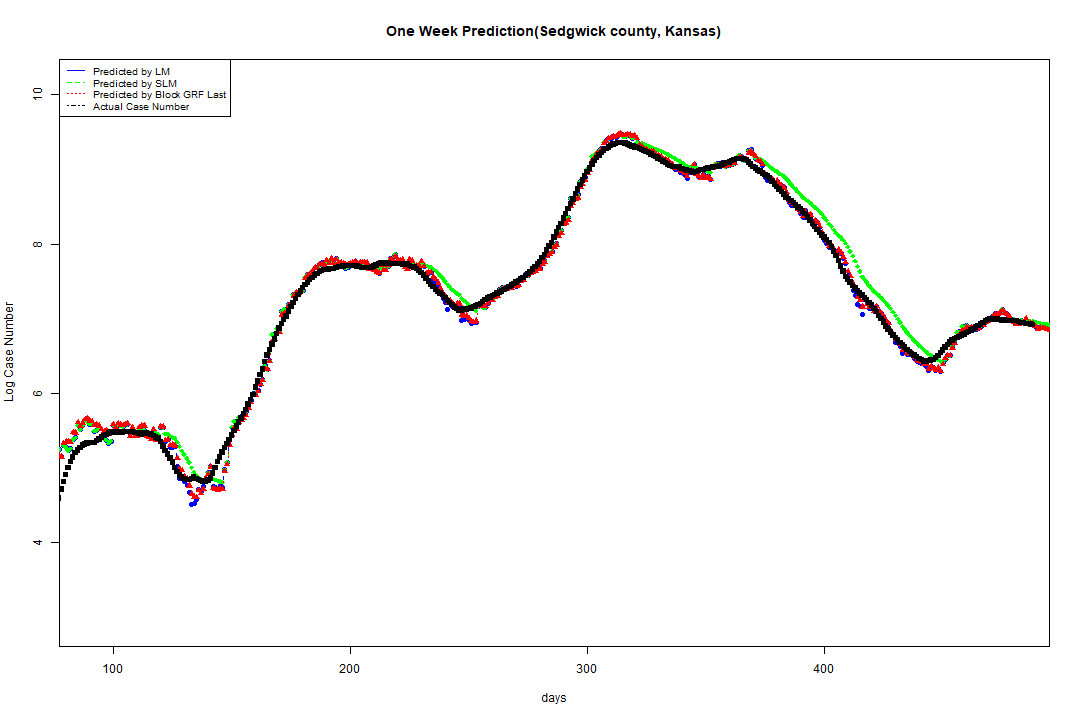 One Week Prediction(Sedgwick county, Kansas)
Predicted by LM
Predicted by SLM
Predicted by Block GRF Last
Actual Case Number
Log Case Number
10
8
6
4
100 200 300 400
days